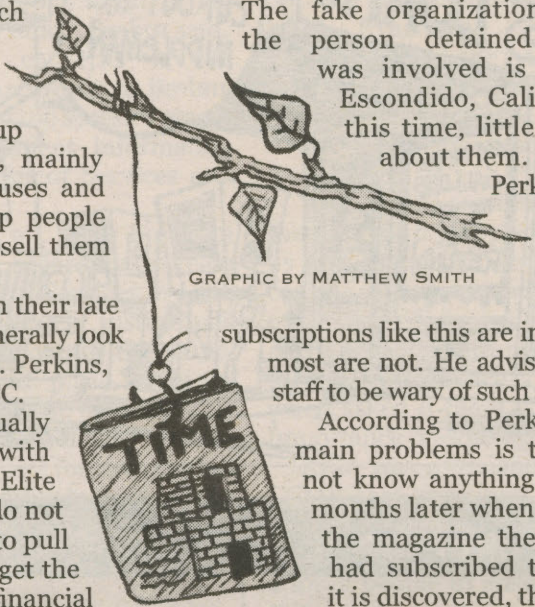 ch
up
, mainly
uses and
p people
sell them
n their late
nerally look
. Perkins,
C.
ually
with
Elite
do not
to pull
get the
financial
The fake organization
the person detained
was involved is
Escondido, Cali
this time, little
about them.
Perk
GRAPHIC BY MATTHEW SMITH
subscriptions like this are in
most are not. He advis
staff to be wary of such
According to Perk
main problems is t
not know anything
months later when
the magazine the
had subscribed t
it is discovered, th
TIME